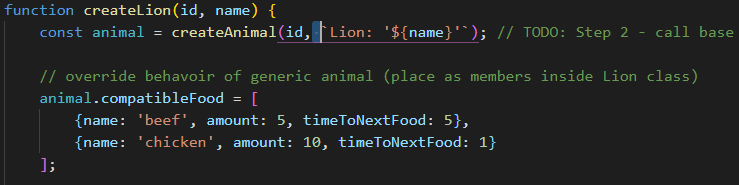 function createLion(id, name) {
const animal = createAnimal(id, `Lion: '${name}'`); // TODO: Step 2 - call base
// override behavoir of generic animal (place as members inside Lion class)
animal.compatibleFood = [
{name: 'beef', amount: 5, timeToNextFood: 5},
{name: 'chicken', amount: 10, timeToNextFood: 1}
];